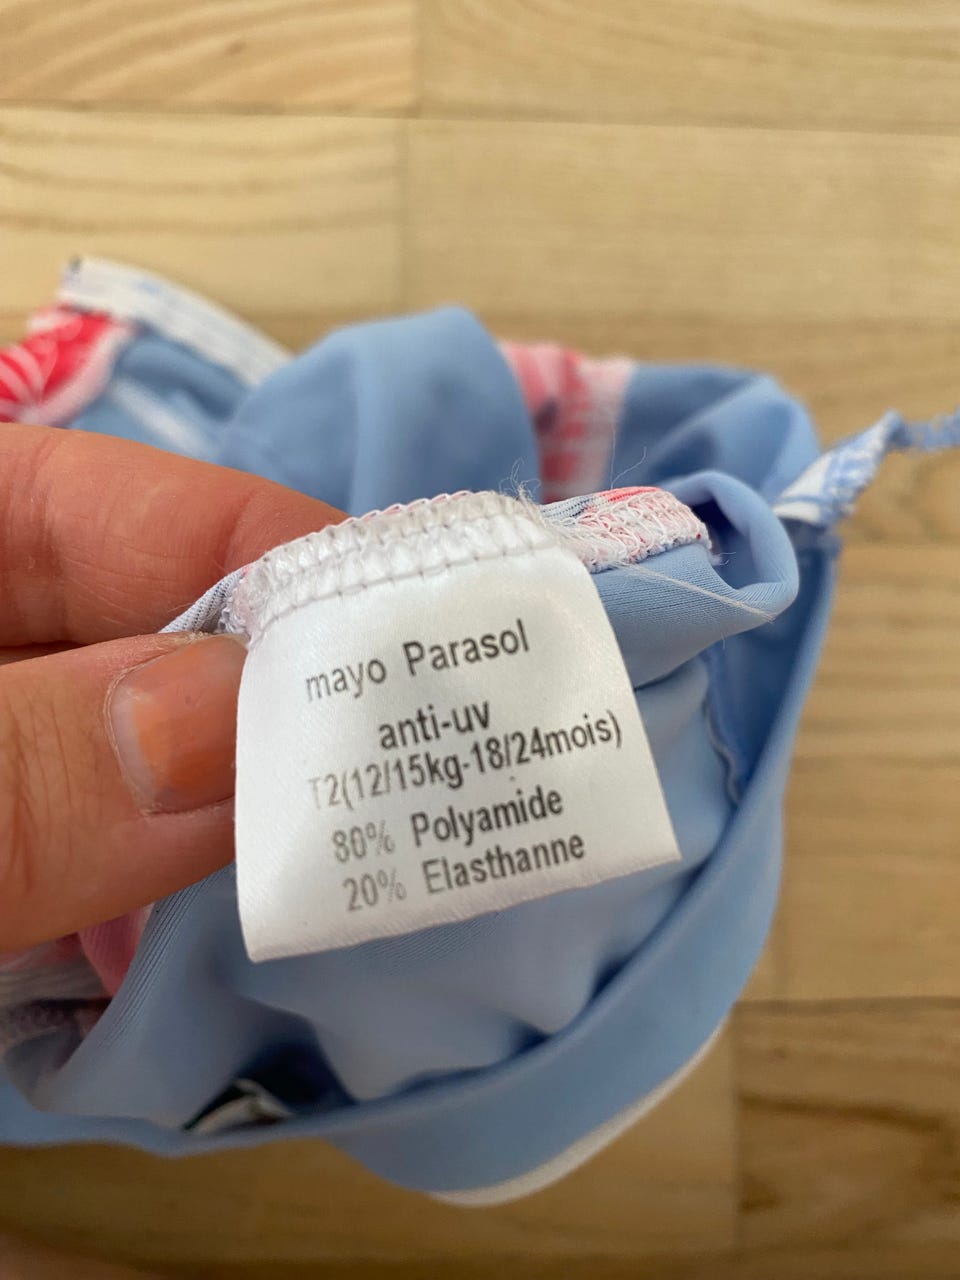 mayo Parasol
anti-uv
T2(12/15kg-18/24mois)
80% Polyamide
20% Elasthanne